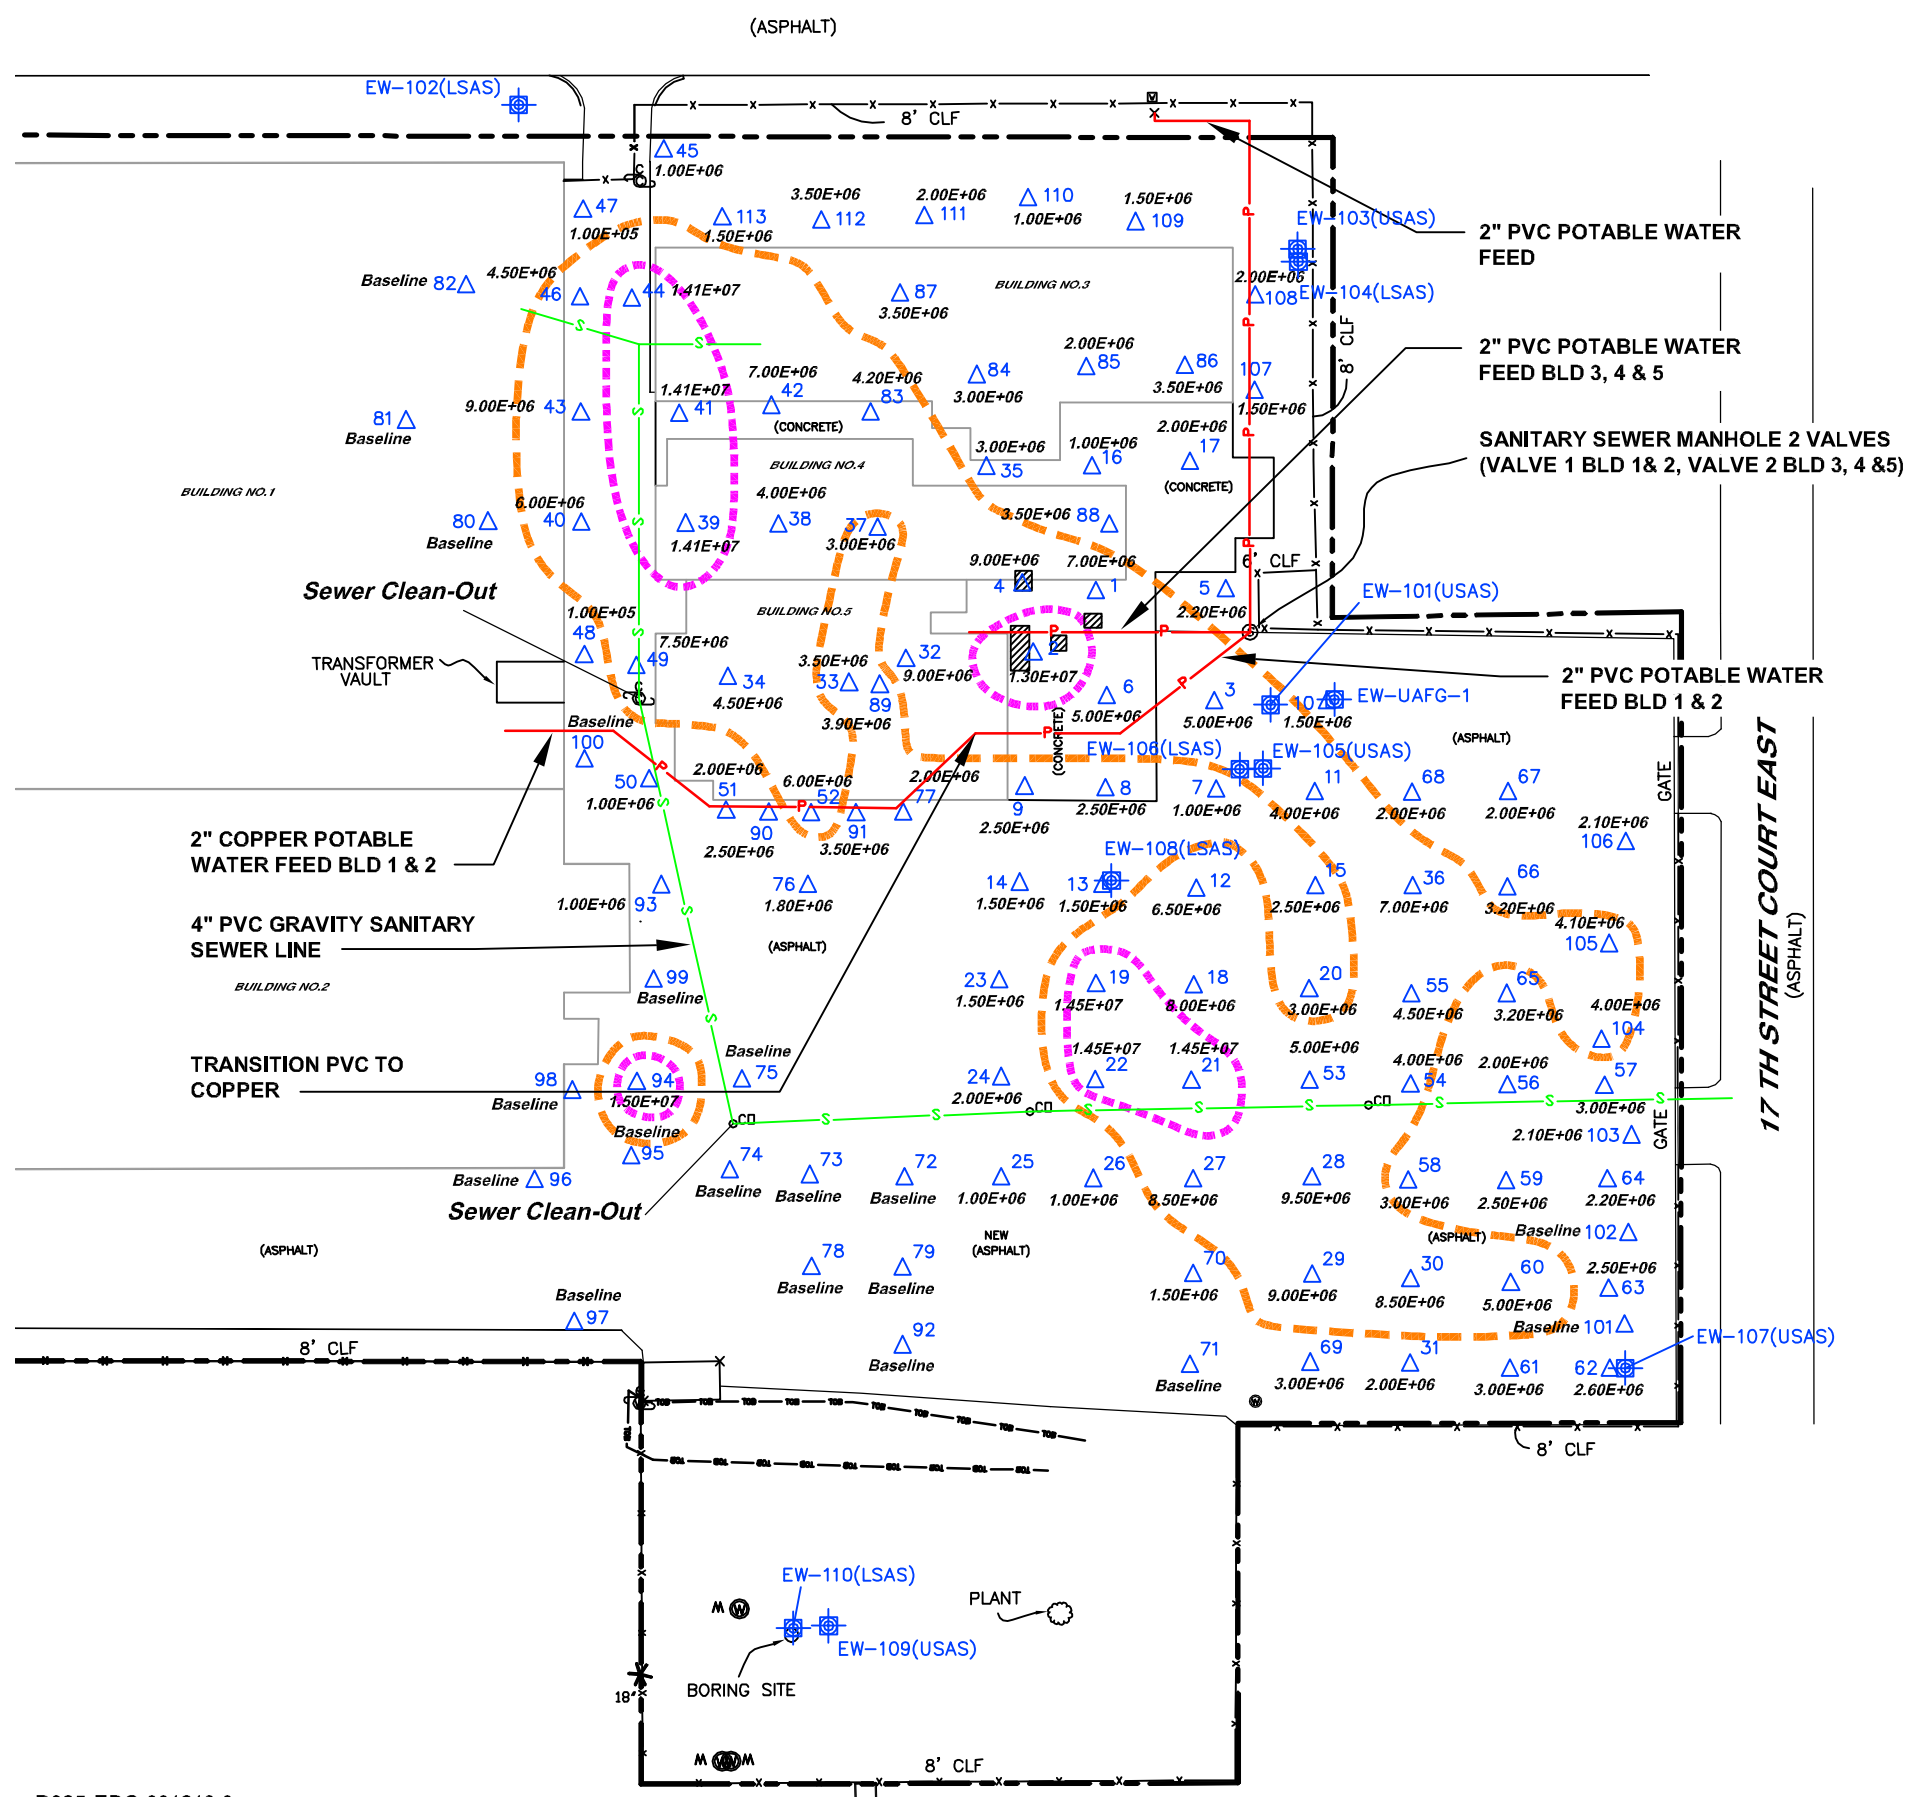 (ASPHALT)
EW-102(LSAS)
8' CLF
45
1.00E+06
47
1.00E+05
113
1.50E+06
3.50E+06
112
2.00E+06
111
110
1.00E+06
1.50E+06
109
EW-103(USAS)
2" PVC POTABLE WATER
FEED
Baseline 82
4.50E+06
46
44
1.41E+07
87
3.50E+06
BUILDING NO.3
2.00E+06
108
EW-104(LSAS)
8' CLF
2" PVC POTABLE WATER
FEED BLD 3, 4 & 5
81
Baseline
9.00E+06
43
1.41E+07
41
7.00E+06
42
(CONCRETE)
4.20E+06
83
84
3.00E+06
2.00E+06
85
86
3.50E+06
107
1.50E+06
SANITARY SEWER MANHOLE 2 VALVES
(VALVE 1 BLD 1& 2, VALVE 2 BLD 3, 4 &5)
BUILDING NO.1
BUILDING NO.4
3.00E+06
35
1.00E+06
16
2.00E+06
17
(CONCRETE)
80
Baseline
6.00E+06
40
39
1.41E+07
4.00E+06
38
37
3.00E+06
3.50E+06
88
9.00E+06
4
7.00E+06
1
5
2.20E+06
6' CLF
EW-101(USAS)
Sewer Clean-Out
1.00E+05
48
BUILDING NO.5
TRANSFORMER
VAULT
49
7.50E+06
34
4.50E+06
3.50E+06
33
3.90E+06
89
32
9.00E+06
2
1.30E+07
6
5.00E+06
3
5.00E+06
107
1.50E+06
EW-UAFG-1
2" PVC POTABLE WATER
FEED BLD 1 & 2
Baseline
100
50
1.00E+06
2.00E+06
51
90
2.50E+06
6.00E+06
52
91
3.50E+06
2.00E+06
77
9
2.50E+06
(CONCRETE)
8
2.50E+06
EW-106(LSAS)
EW-105(USAS)
7
1.00E+06
11
4.00E+06
(ASPHALT)
68
2.00E+06
67
2.00E+06
GATE
17 TH STREET COURT EAST
(ASPHALT)
2.10E+06
106
2" COPPER POTABLE
WATER FEED BLD 1 & 2
1.00E+06
93
76
1.80E+06
14
1.50E+06
EW-108(LSAS)
13
1.50E+06
12
6.50E+06
15
2.50E+06
36
7.00E+06
66
3.20E+06
4.10E+06
105
4" PVC GRAVITY SANITARY
SEWER LINE
(ASPHALT)
BUILDING NO.2
99
Baseline
23
1.50E+06
19
1.45E+07
18
8.00E+06
20
3.00E+06
55
4.50E+06
65
3.20E+06
4.00E+06
104
TRANSITION PVC TO
COPPER
98
Baseline
94
1.50E+07
Baseline
75
CO
24
2.00E+06
CO
1.45E+07
22
1.45E+07
21
5.00E+06
53
4.00E+06
54
CO
2.00E+06
56
57
3.00E+06
2.10E+06 103
GATE
Baseline
95
Baseline 96
Sewer Clean-Out
74
Baseline
73
Baseline
72
Baseline
25
1.00E+06
26
1.00E+06
27
8.50E+06
28
9.50E+06
58
3.00E+06
59
2.50E+06
64
2.20E+06
Baseline 102
(ASPHALT)
NEW
(ASPHALT)
(ASPHALT)
78
Baseline
79
Baseline
70
1.50E+06
29
9.00E+06
30
8.50E+06
60
5.00E+06
2.50E+06
63
Baseline 101
Baseline
97
8' CLF
92
Baseline
71
Baseline
69
3.00E+06
31
2.00E+06
61
3.00E+06
62
2.60E+06
EW-107(USAS)
8' CLF
TOB TOB TOB TOB TOB TOB TOB TOB
TOB TOB TOB TOB TOB TOB TOB TOB TOB
EW-110(LSAS)
PLANT
EW-109(USAS)
BORING SITE
18"
8' CLF